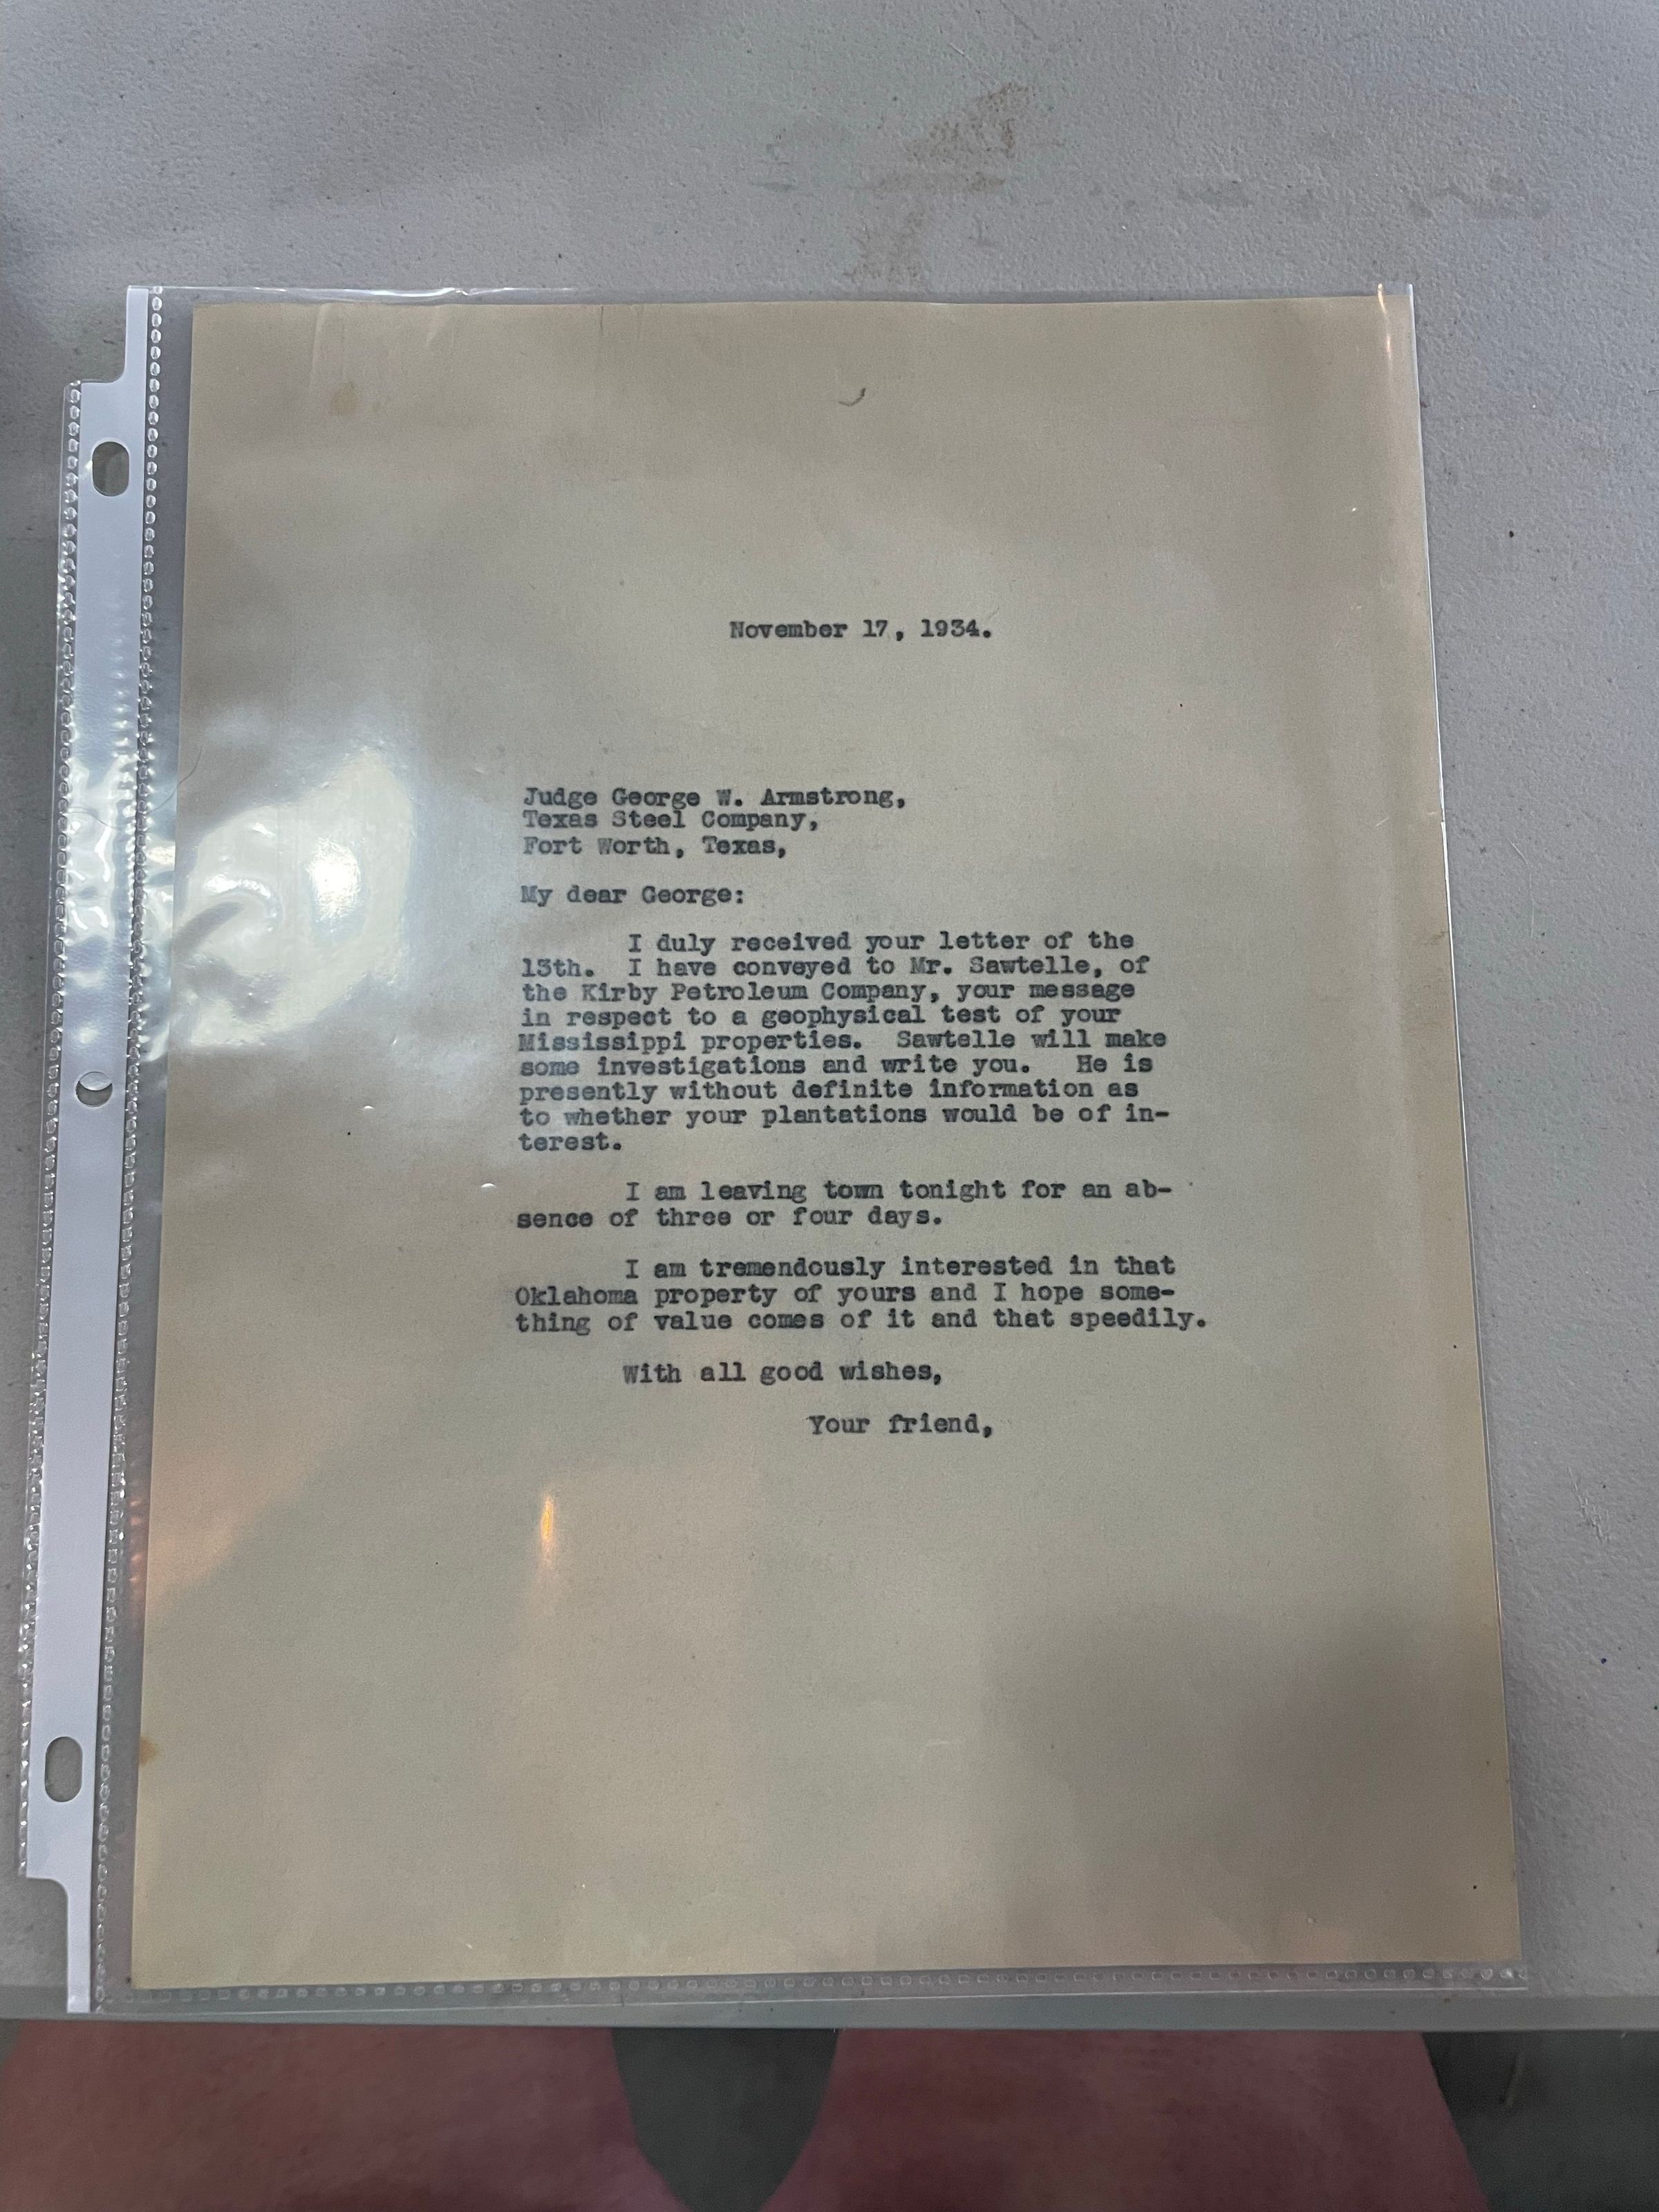 November 17, 1934.
Judge George W. Armstrong,
Texas Steel Company,
Fort Worth, Texas,
My dear George:
I duly received your letter of the
13th. I have conveyed to Mr. Sawtelle, of
the Kirby Petroleum Company, your message
in respect to a geophysical test of your
Mississippi properties. Sawtelle will make
some investigations and write you. He is
presently without definite information as
to whether your plantations would be of in-
terest.
I am leaving town tonight for an ab-
sence of three or four days.
I am tremendously interested in that
Oklahoma property of yours and I hope some-
thing of value comes of it and that speedily.
With all good wishes,
Your friend,